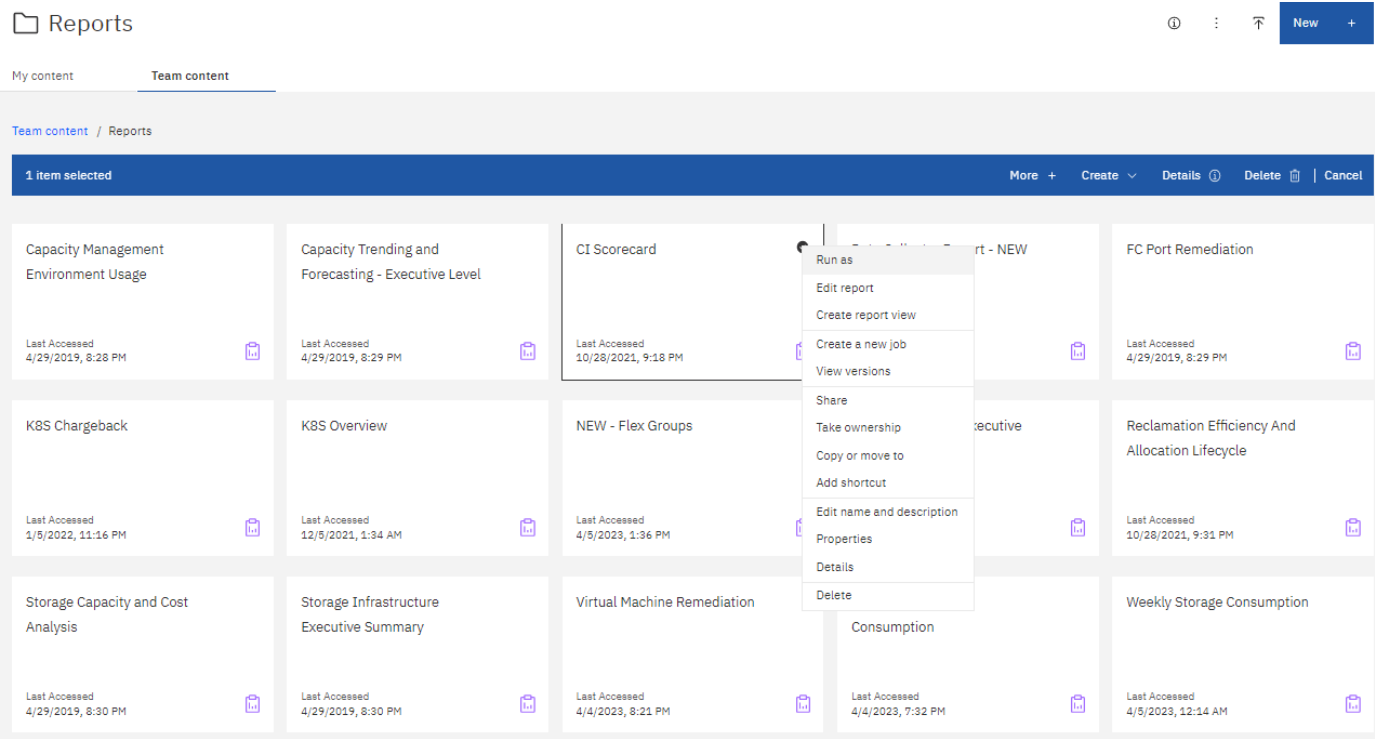 Reports
New +
My content
Team content
Team content / Reports
1 item selected
More +
Create
Details
Delete
| Cancel
Capacity Management
Environment Usage
Last Accessed
4/29/2019, 8:28 PM
Capacity Trending and
Forecasting - Executive Level
Last Accessed
4/29/2019, 8:29 PM
CI Scorecard
Last Accessed
10/28/2021, 9:18 PM
- NEW
FC Port Remediation
Last Accessed
4/29/2019, 8:29 PM
Run as
Edit report
Create report view
Create a new job
View versions
Share
Take ownership
Copy or move to
Add shortcut
Edit name and description
Properties
Details
Delete
K8S Chargeback
Last Accessed
1/5/2022, 11:16 PM
K8S Overview
Last Accessed
12/5/2021, 1:34 AM
NEW - Flex Groups
Last Accessed
4/5/2023, 1:36 PM
Reclamation Efficiency And
Allocation Lifecycle
Last Accessed
10/28/2021, 9:31 PM
Storage Capacity and Cost
Analysis
Last Accessed
4/29/2019, 8:30 PM
Storage Infrastructure
Executive Summary
Last Accessed
4/29/2019, 8:30 PM
Virtual Machine Remediation
Last Accessed
4/4/2023, 8:21 PM
Consumption
Last Accessed
4/4/2023, 7:32 PM
Weekly Storage Consumption
Last Accessed
4/5/2023, 12:14 AM